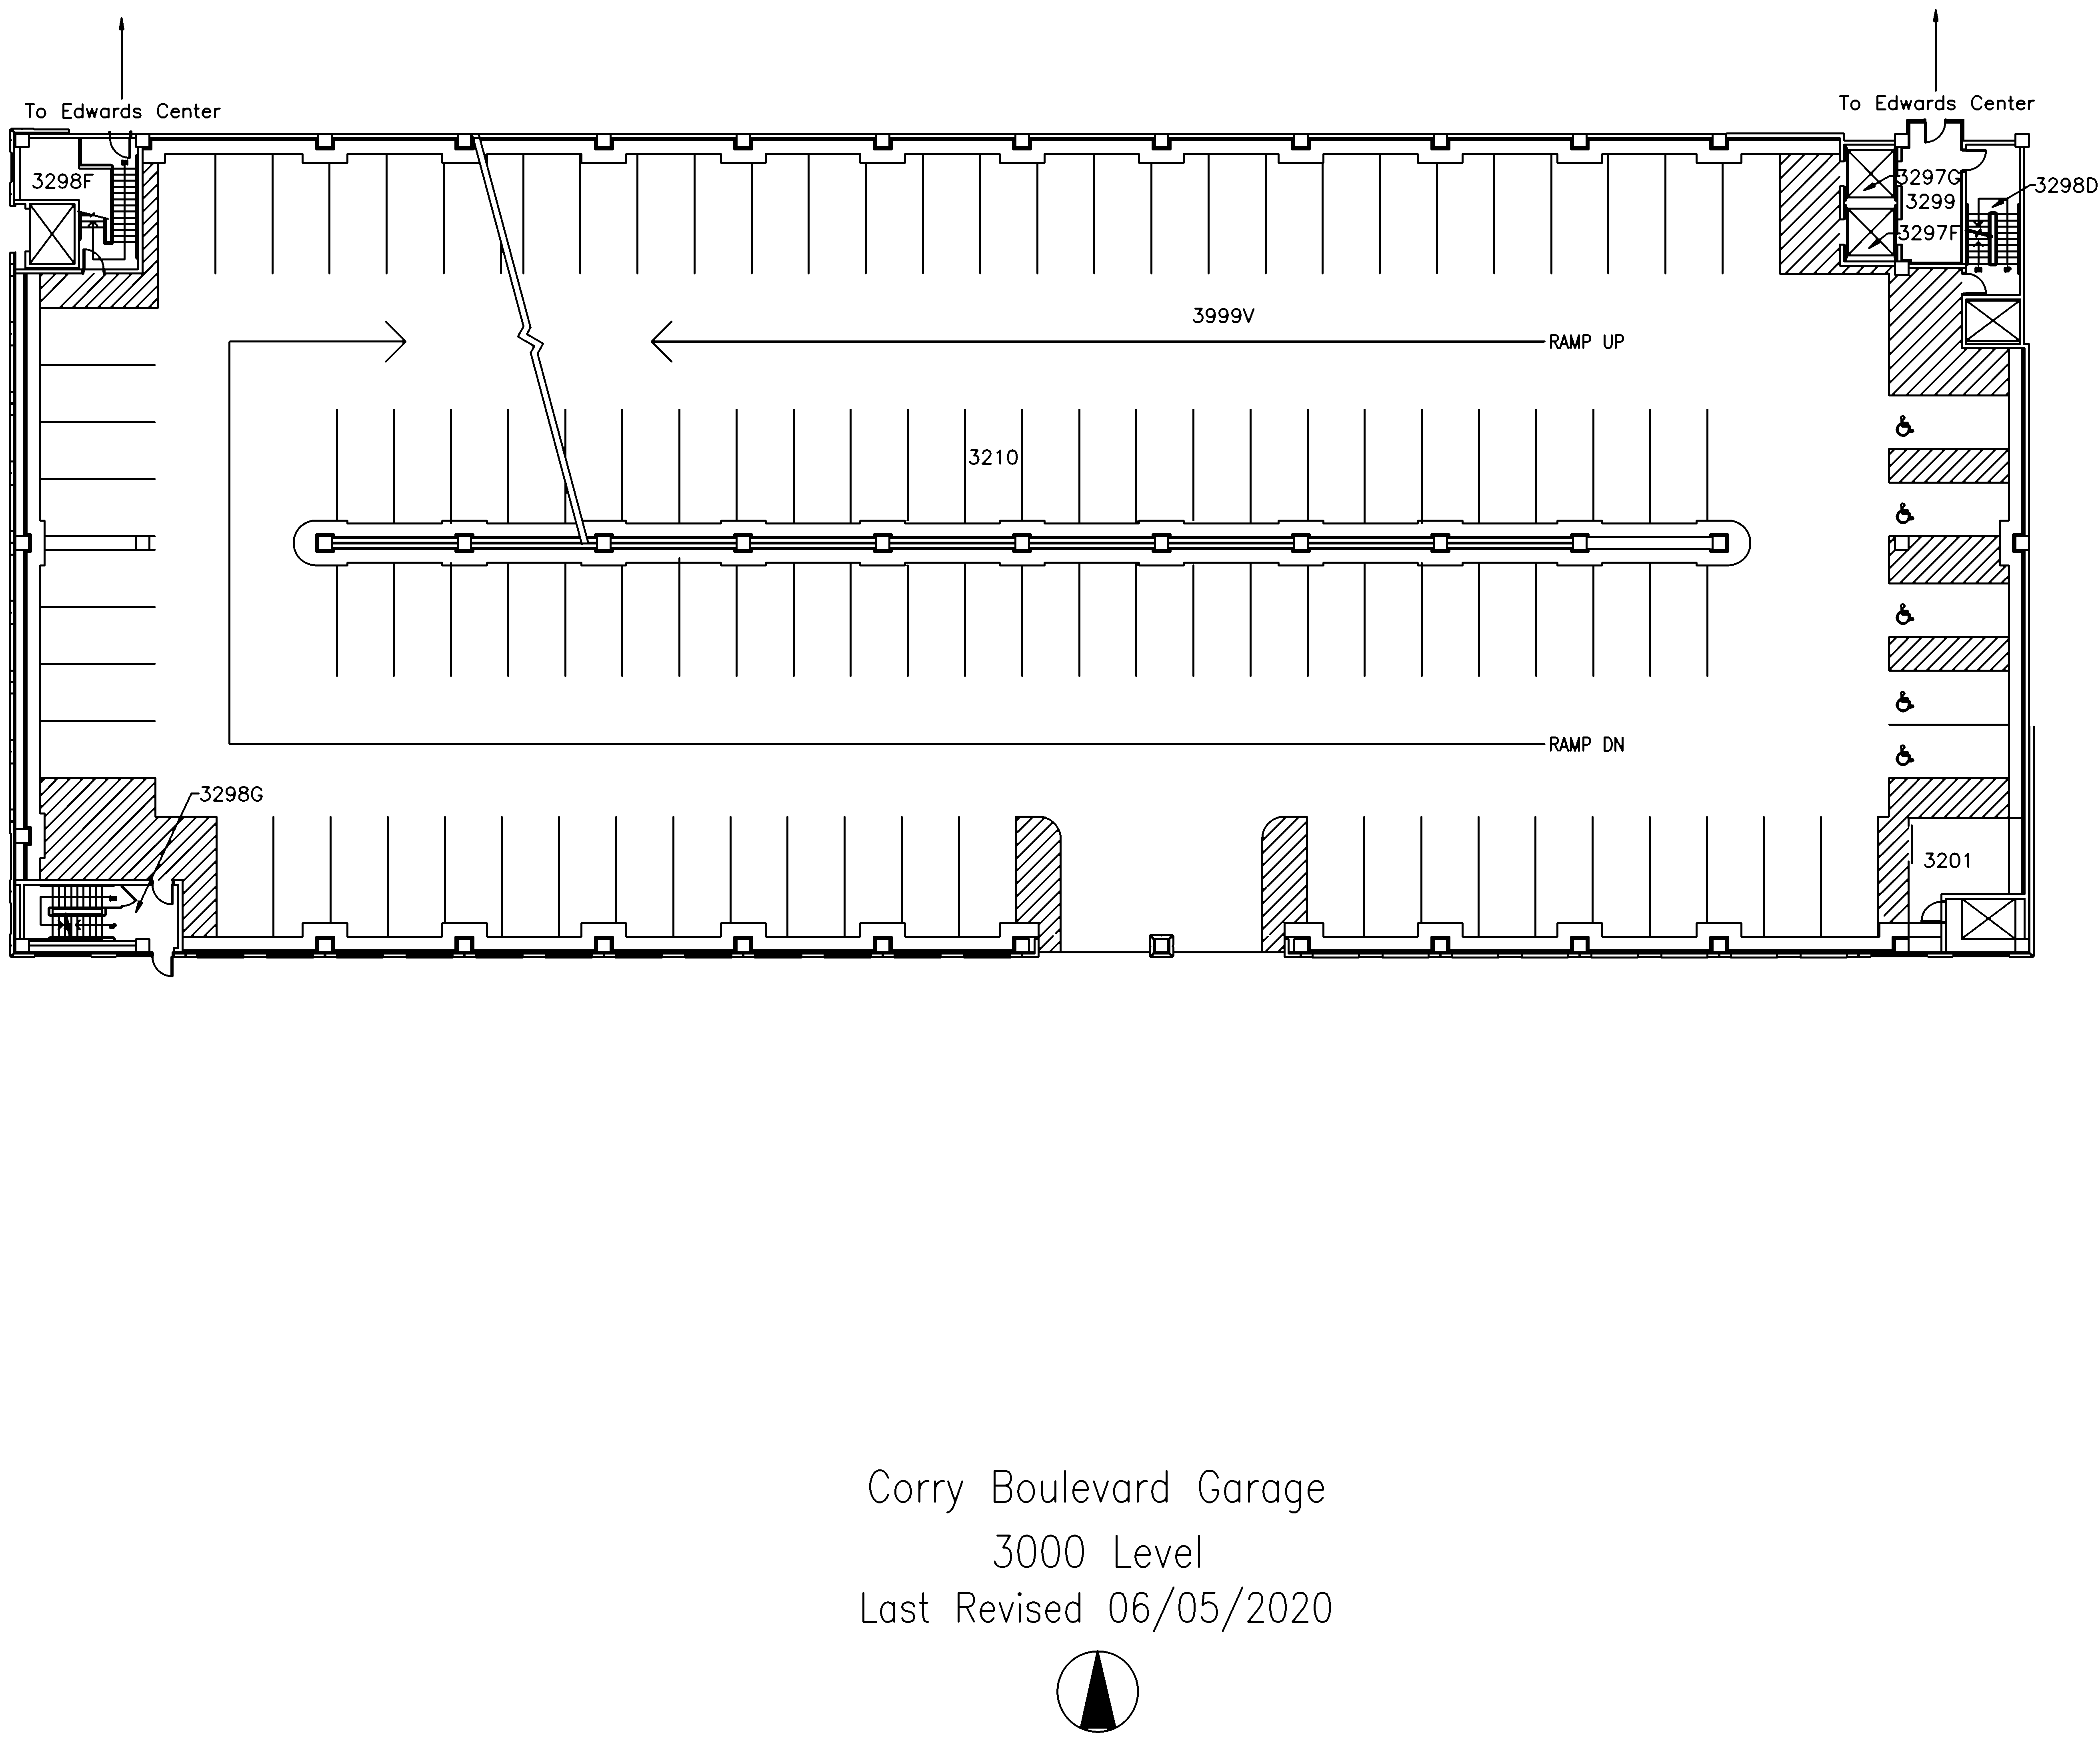 To Edwards Center
To Edwards Center
3298F
3297G
3298D
3299
3297F
3999V
RAMP UP
3210
RAMP DN
3298G
3201
Corry Boulevard Garage
3000 Level
Last Revised 06/05/2020